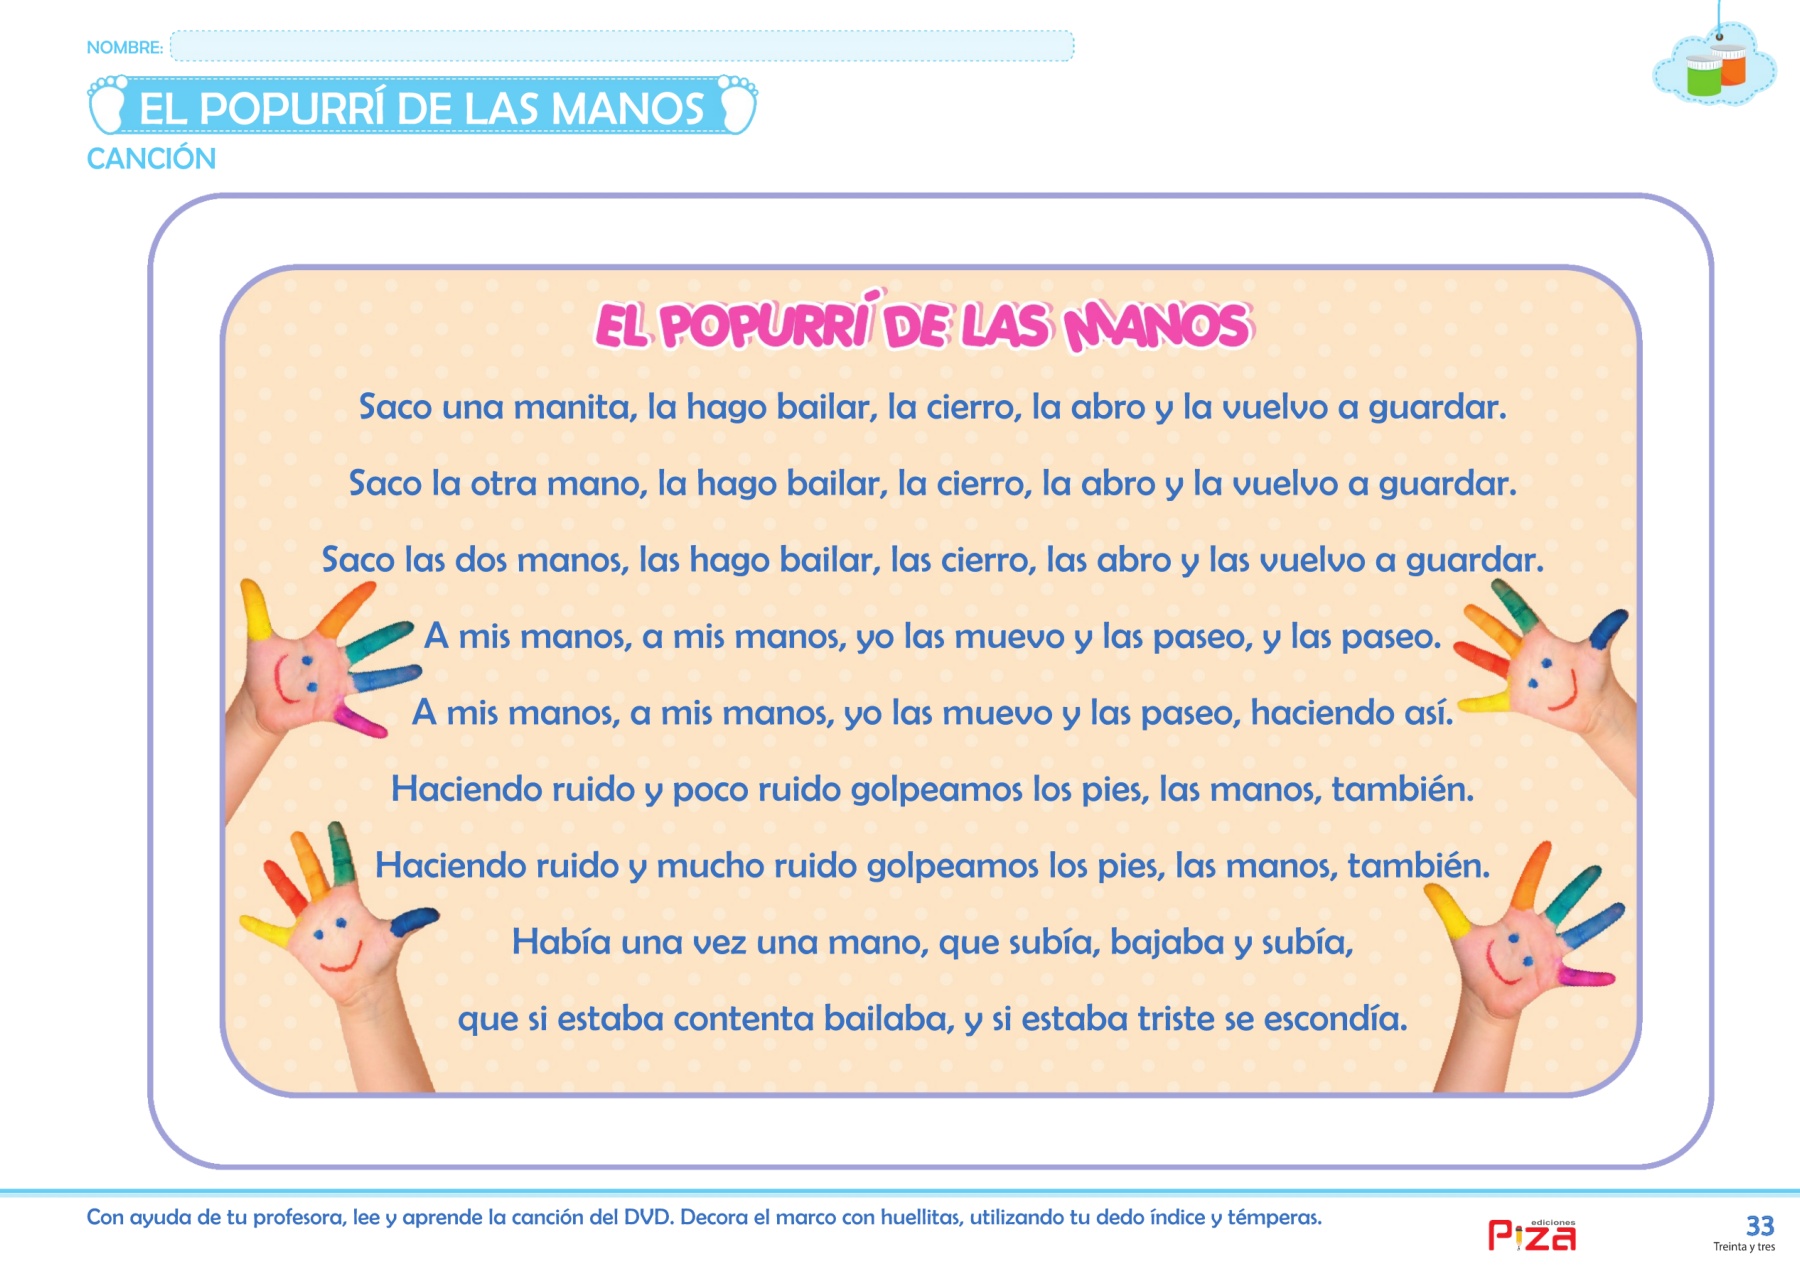 NOMBRE:
EL POPURRÍ DE LAS MANOS
CANCIÓN
EL POPURRÍ DE LAS MANOS
Saco una manita, la hago bailar, la cierro, la abro y la vuelvo a guardar.
Saco la otra mano, la hago bailar, la cierro, la abro y la vuelvo a guardar.
Saco las dos manos, las hago bailar, las cierro, las abro y las vuelvo a guardar.
A mis manos, a mis manos, yo las muevo y las paseo, y las paseo.
A mis manos, a mis manos, yo las muevo y las paseo, haciendo así.
Haciendo ruido y poco ruido golpeamos los pies, las manos, también.
Haciendo ruido y mucho ruido golpeamos los pies, las manos, también.
Había una vez una mano, que subía, bajaba y subía,
que si estaba contenta bailaba, y si estaba triste se escondía.
Con ayuda de tu profesora, lee y aprende la canción del DVD. Decora el marco con huellitas, utilizando tu dedo índice y témperas.
ediciones
Piza
33
Treinta y tres